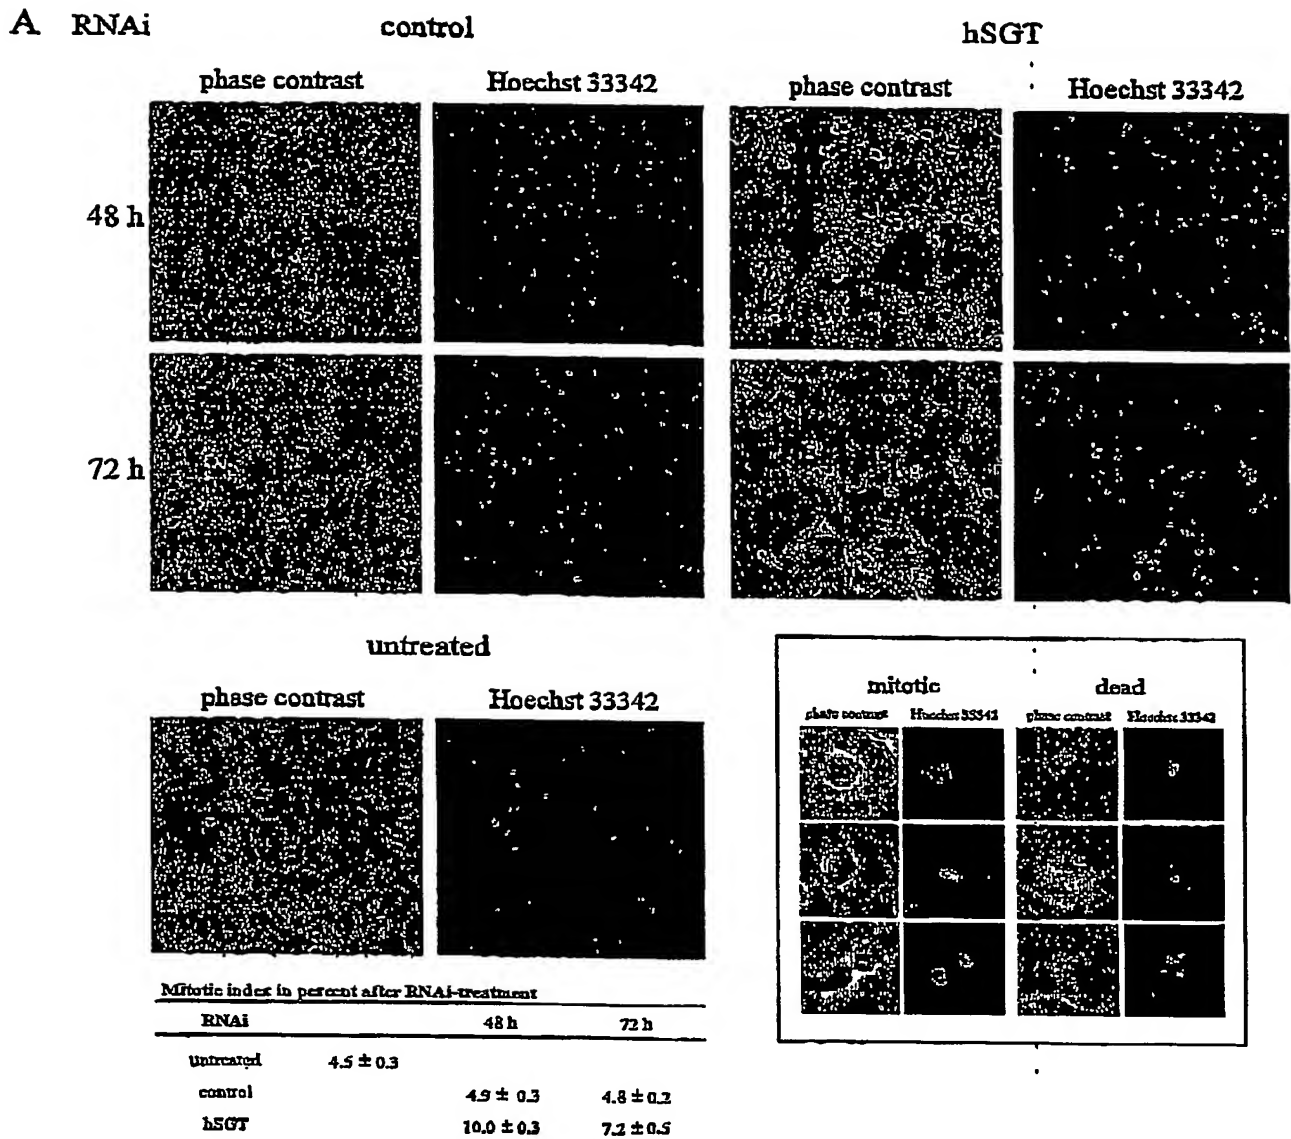 A RNAi control hSGT
phase contrast Hoechst 33342 phase contrast Hoechst 33342
48 h
72 h
untreated
phase contrast Hoechst 33342
mitotic dead
phase contrast Hoechst 33342 phase contrast Hoechst 33342
Mitotic index in percent after RNAi-treatment
RNAi 48 h 72 h
untreated 4.5 ± 0.3
control 4.9 ± 0.3 4.8 ± 0.2
hSGT 10.0 ± 0.3 7.2 ± 0.5